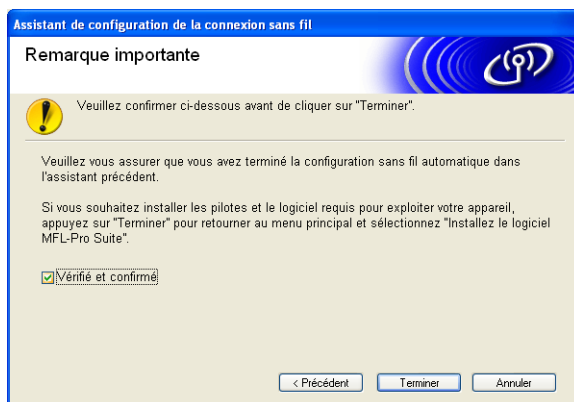 Assistant de configuration de la connexion sans fil
Remarque importante
Veuillez confirmer ci-dessous avant de cliquer sur "Terminer".
Veuillez vous assurer que vous avez terminé la configuration sans fil automatique dans
l'assistant précédent.
Si vous souhaitez installer les pilotes et le logiciel requis pour exploiter votre appareil,
appuyez sur "Terminer" pour retourner au menu principal et sélectionnez "Installez le logiciel
MFL-Pro Suite".
Vérifié et confirmé
< Précédent
Terminer
Annuler